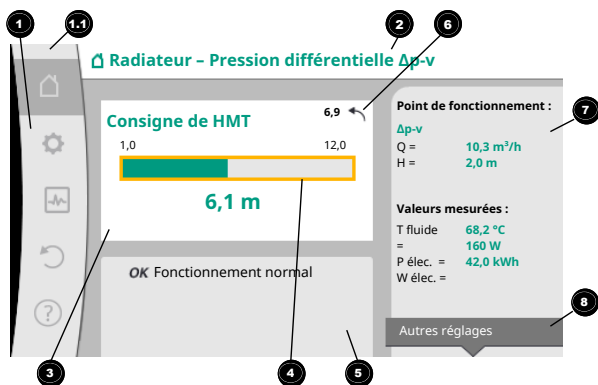 1
1.1
2
6
Radiateur – Pression différentielle Δp-v
Consigne de HMT
6,9
1,0
12,0
6,1 m
OK Fonctionnement normal
Point de fonctionnement :
7
Δp-v
Q = 10,3 m³/h
H = 2,0 m
Valeurs mesurées :
T fluide 68,2 °C
= 160 W
P élec. = 42,0 kWh
W élec. =
8
Autres réglages
3
4
5
?